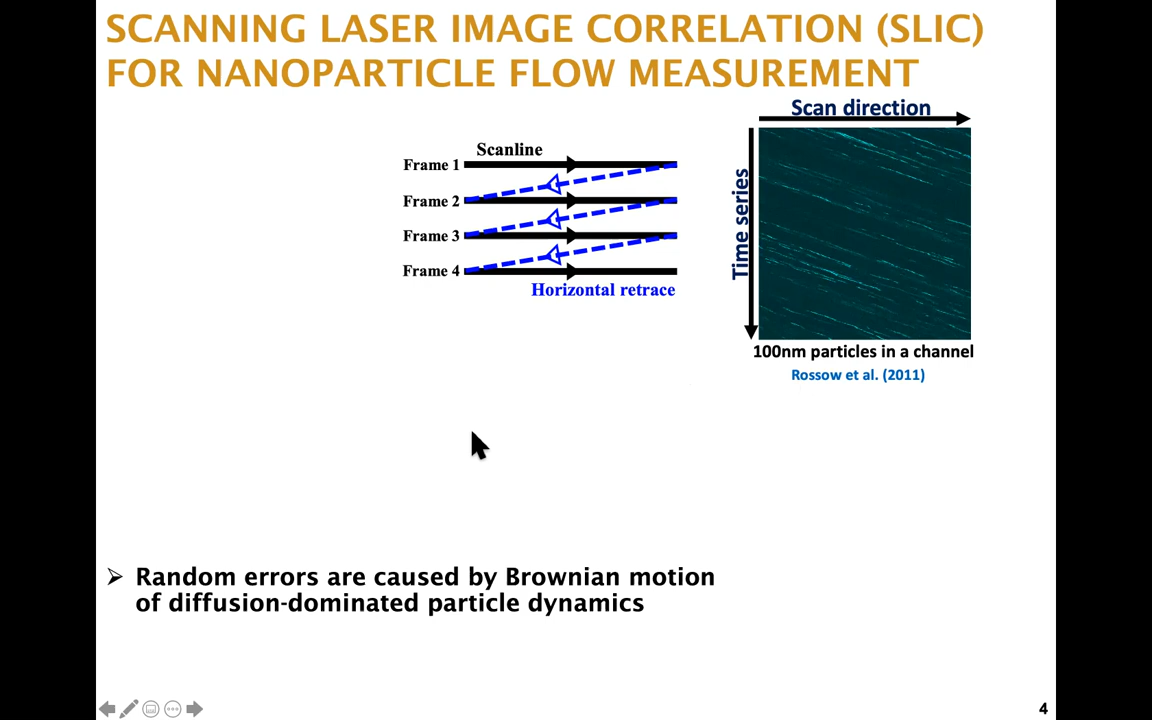 SCANNING LASER IMAGE CORRELATION (SLIC)
FOR NANOPARTICLE FLOW MEASUREMENT
Scanline
Frame 1
Frame 2
Frame 3
Frame 4
Horizontal retrace
Scan direction
Time series
100nm particles in a channel
Rossow et al. (2011)
Random errors are caused by Brownian motion
of diffusion-dominated particle dynamics
4